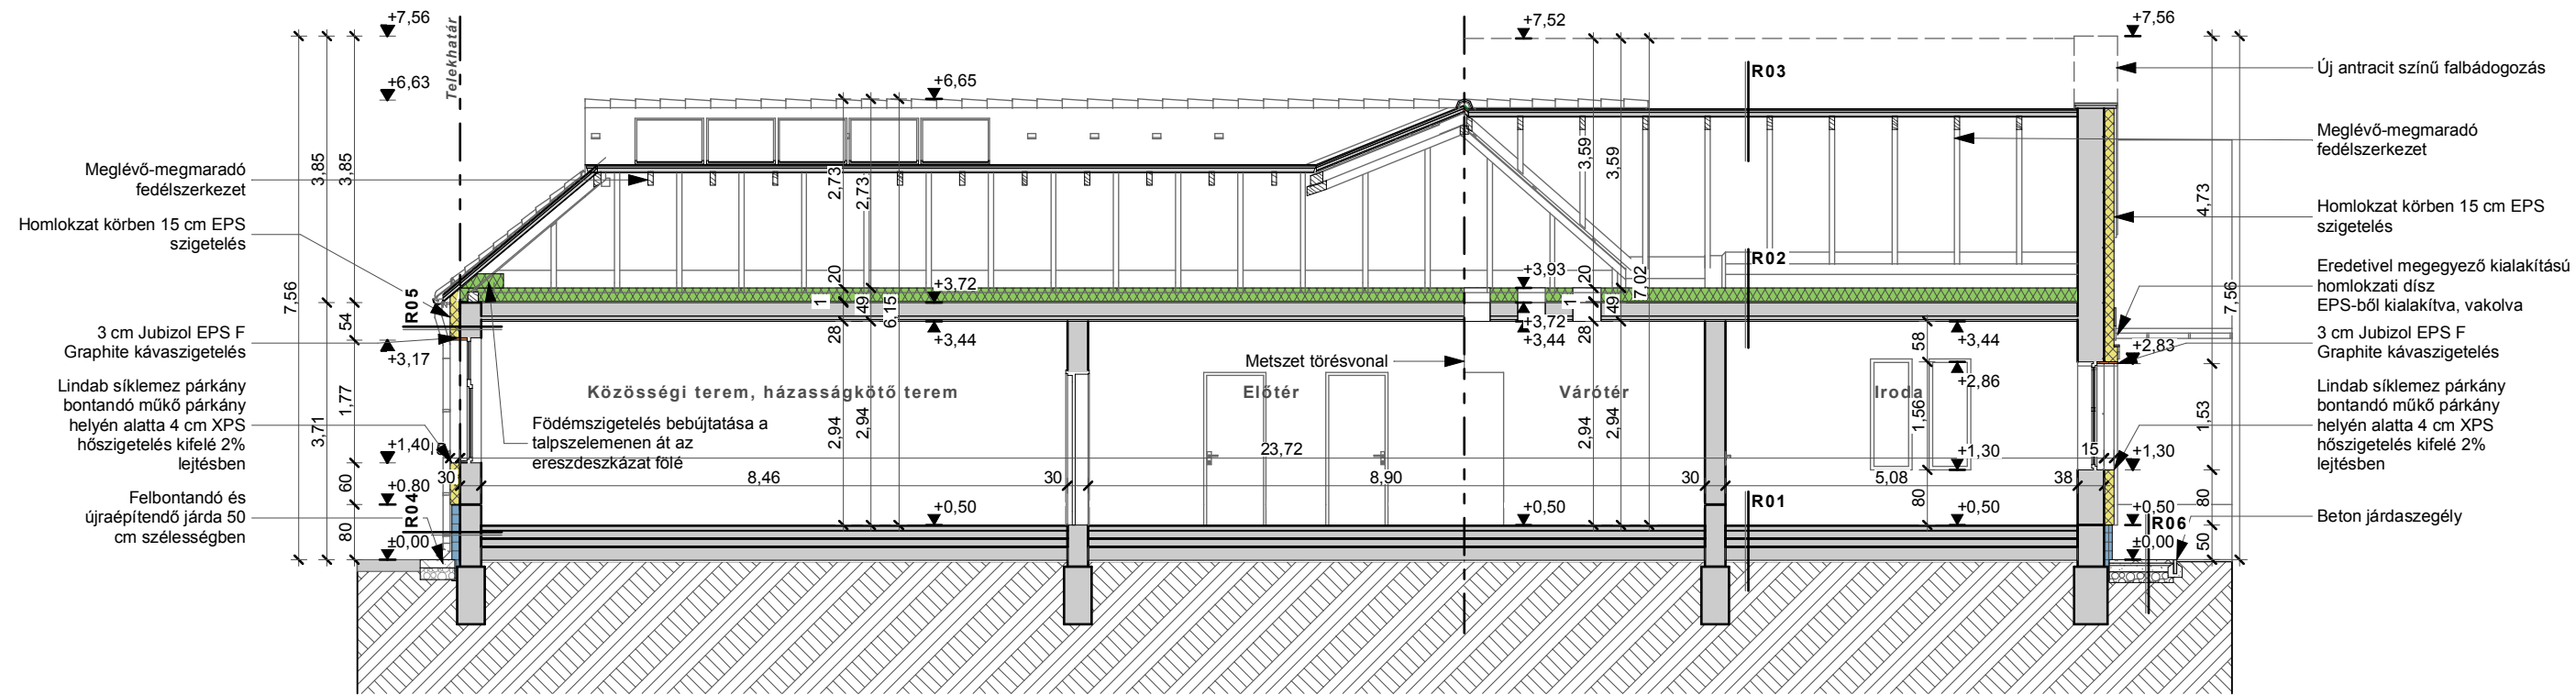 +7,56
Telekhatár
+6,63
7,56
3,85
3,85
3,71
54
1,77
60
80
Meglévő-megmaradó
fedélszerkezet
Homlokzat körben 15 cm EPS
szigetelés
3 cm Jubizol EPS F
Graphite kávaszigetelés
Lindab síklemez párkány
bontandó műkő párkány
helyén alatta 4 cm XPS
hőszigetelés kifelé 2%
lejtésben
Felbontandó és
újraépítendő járda 50
cm szélességben
R05
+3,17
+1,40
+0,80
R04
±0,00
+6,65
2,73
2,73
20
1
49
6,15
28
2,94
2,94
+3,72
+3,44
Közösségi terem, házasságkötő terem
Födémszigetelés bebújtatása a
talpszelemenen át az
ereszdeszkázat fölé
30
8,46
30
+0,50
Előtér
23,72
8,90
Metszet törésvonal
+7,52
3,59
3,59
+3,93
20
1
49
7,02
+3,72
+3,44
28
Várótér
2,94
2,94
+0,50
30
R03
R02
R01
Iroda
58
+3,44
+2,86
1,56
+1,30
5,08
80
+0,50
38
15
+7,56
+2,83
+1,30
+0,50
R06
±0,00
4,73
1,53
80
50
7,56
Új antracit színű falbádogozás
Meglévő-megmaradó
fedélszerkezet
Homlokzat körben 15 cm EPS
szigetelés
Eredetivel megegyező kialakítású
homlokzati dísz
EPS-ből kialakítva, vakolva
3 cm Jubizol EPS F
Graphite kávaszigetelés
Lindab síklemez párkány
bontandó műkő párkány
helyén alatta 4 cm XPS
hőszigetelés kifelé 2%
lejtésben
Beton járdaszegély